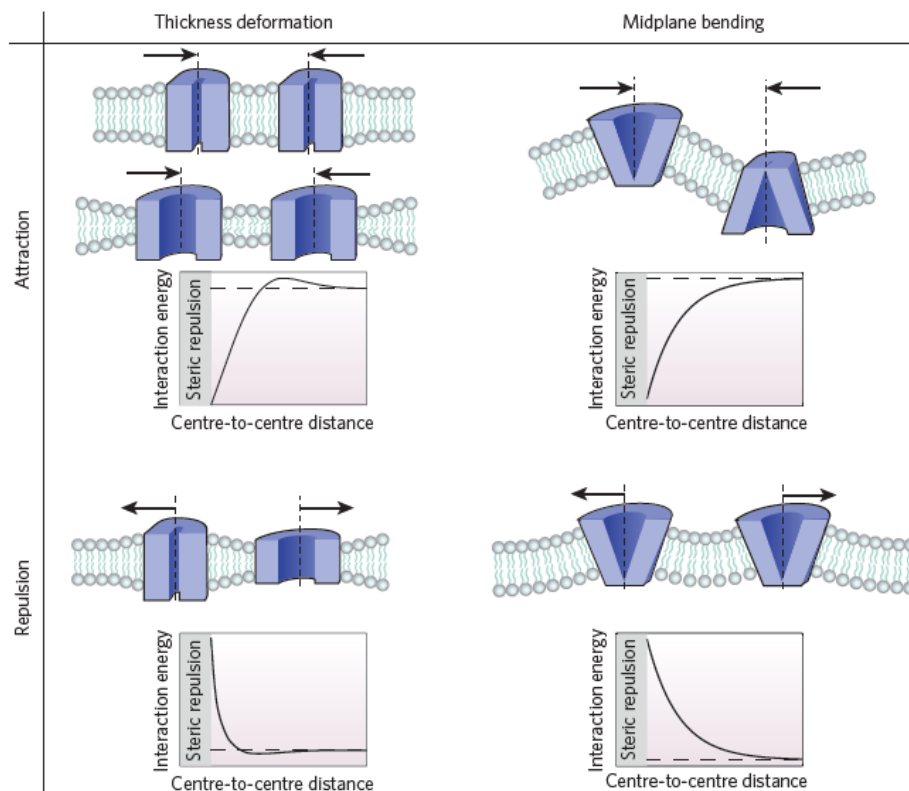 Thickness deformation
Midplane bending
Attraction
Interaction energy
Steric repulsion
Centre-to-centre distance
Interaction energy
Steric repulsion
Centre-to-centre distance
Repulsion
Interaction energy
Steric repulsion
Centre-to-centre distance
Interaction energy
Steric repulsion
Centre-to-centre distance